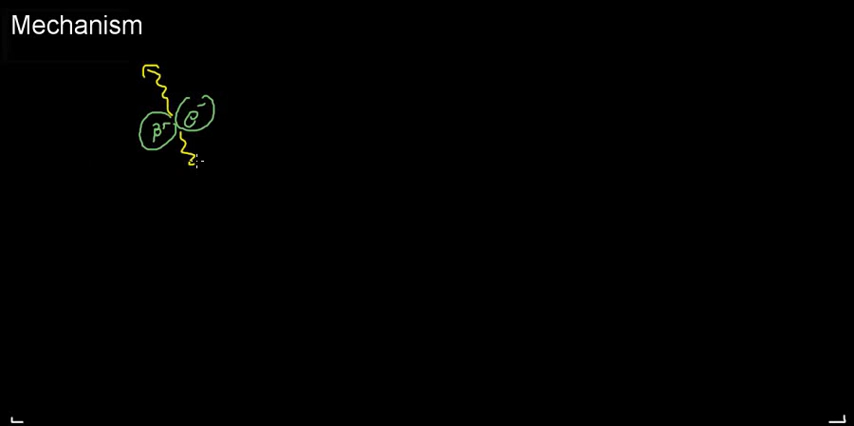 Mechanism
β⁺ e⁻